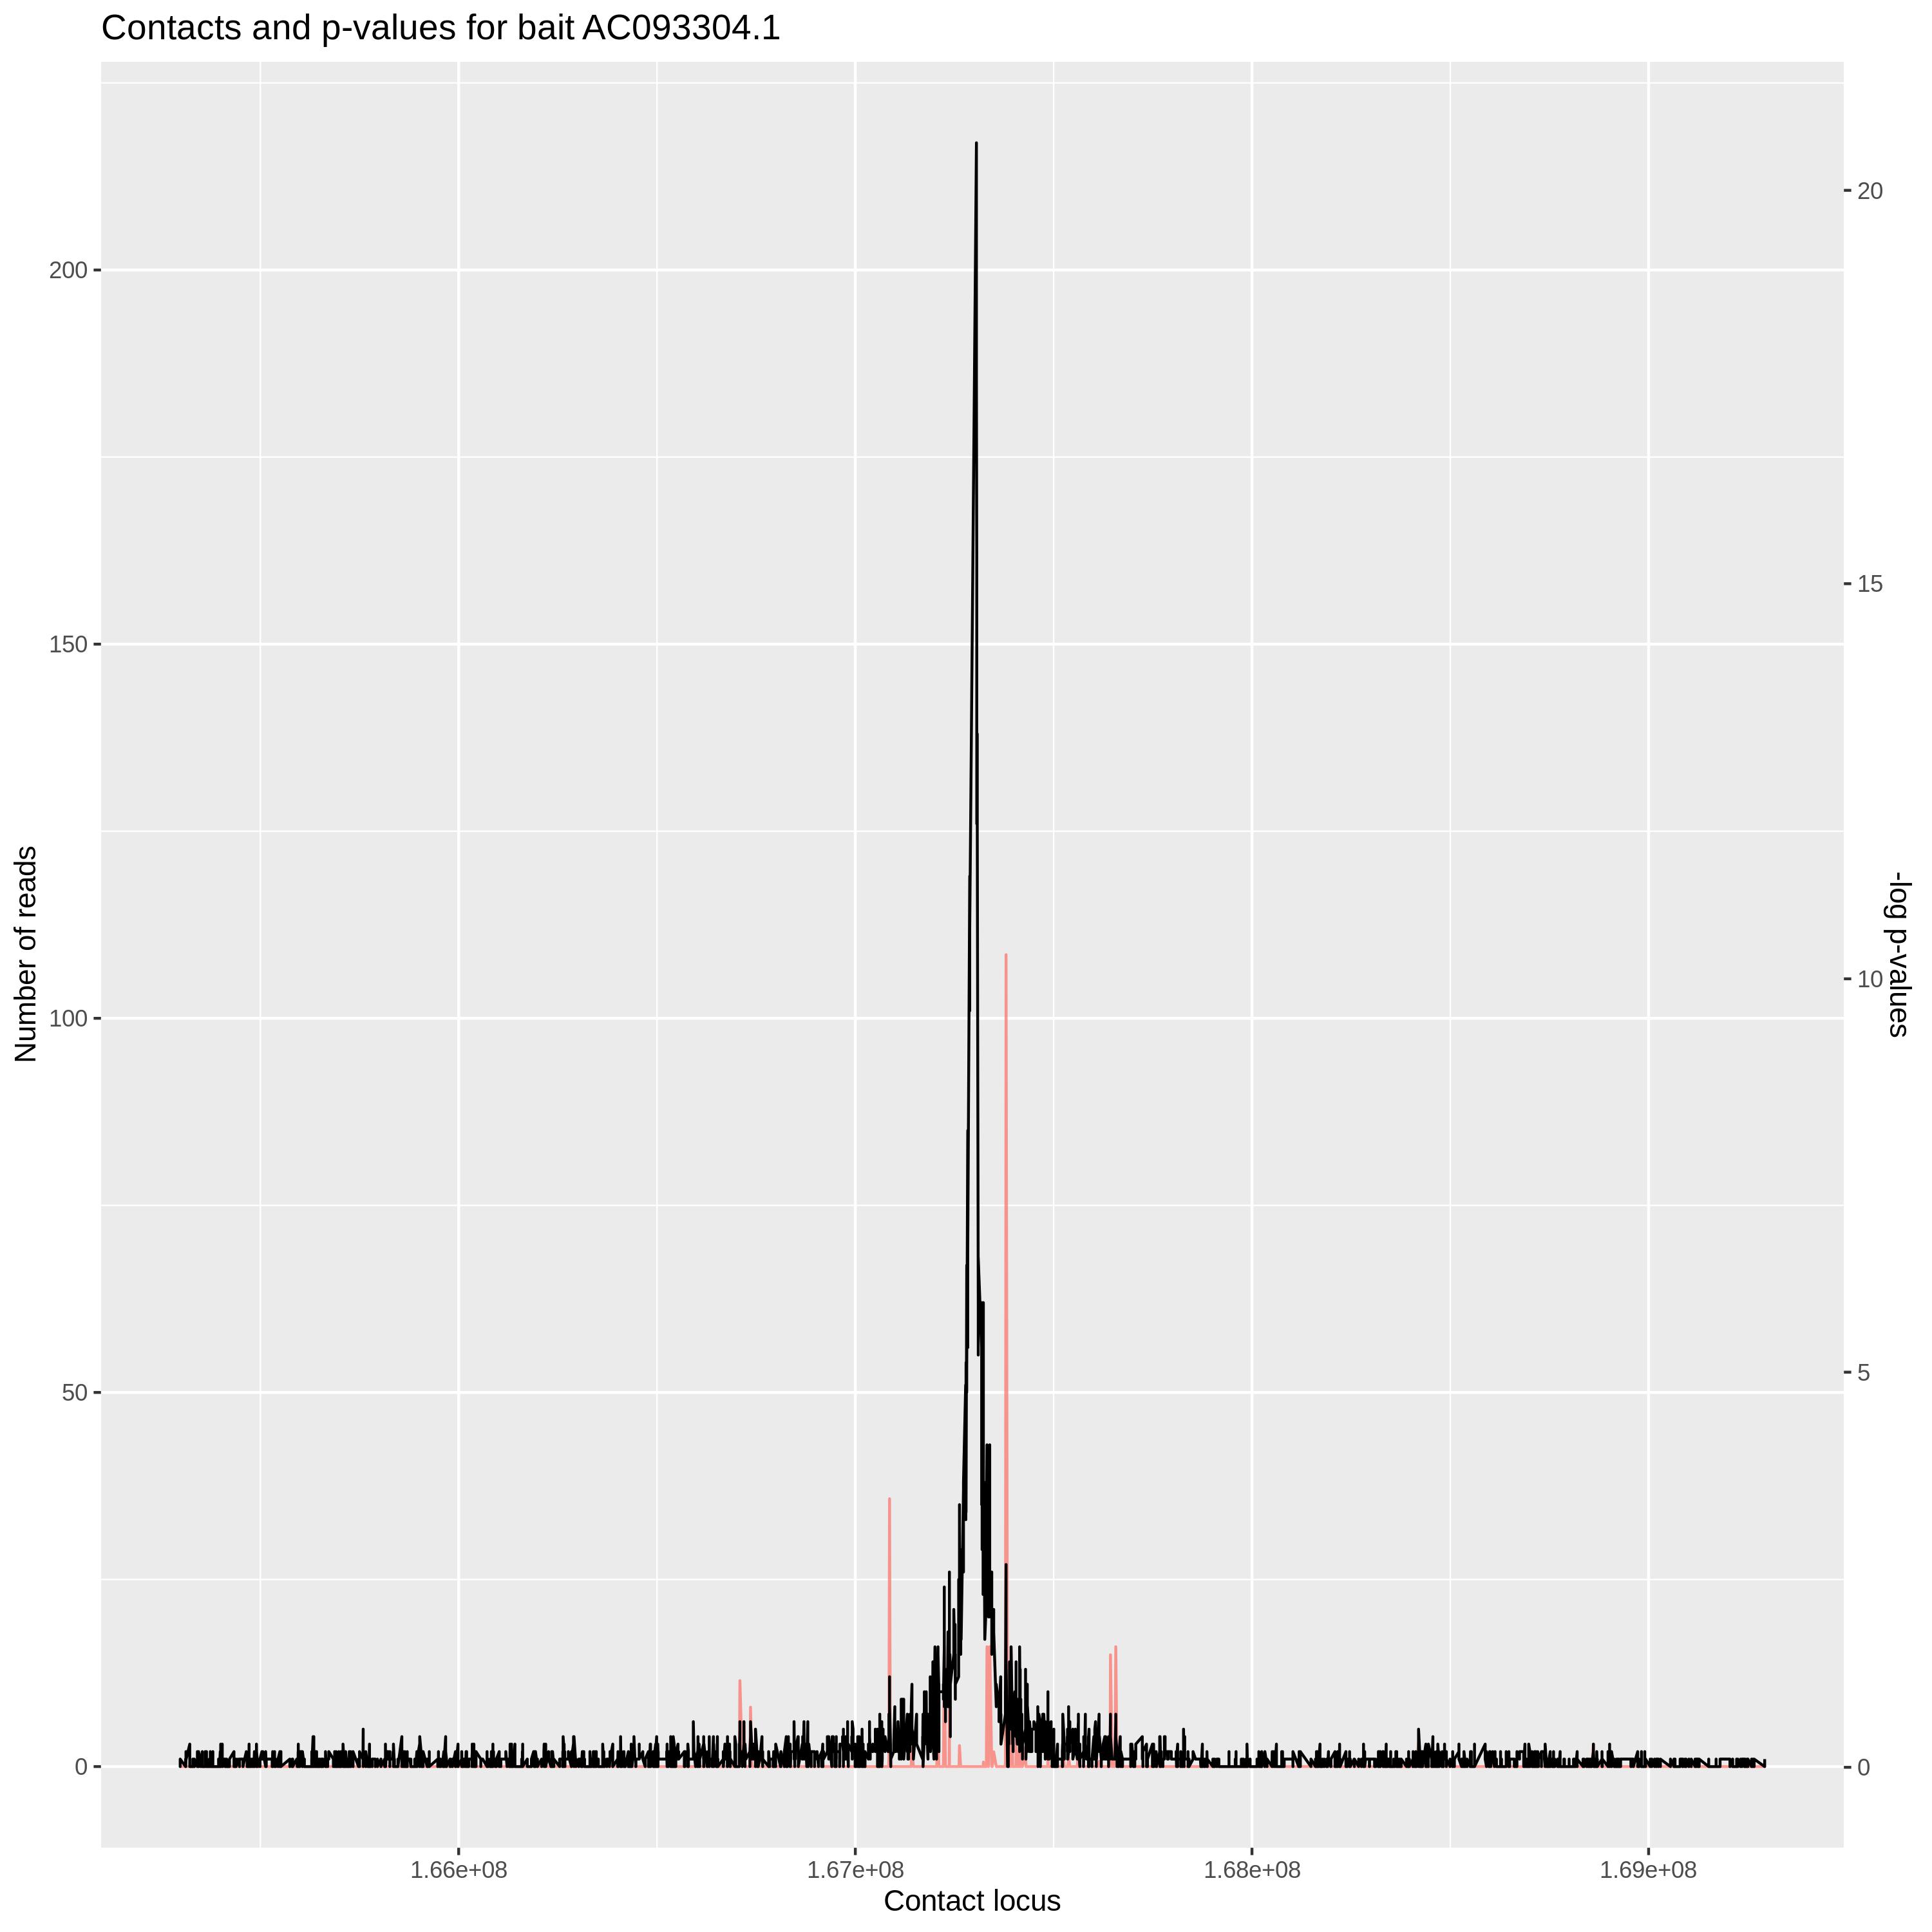 Contacts and p-values for bait AC093304.1
200
150
100
50
0
Number of reads
20
15
10
5
0
-log p-values
1.66e+08
1.67e+08
1.68e+08
1.69e+08
Contact locus